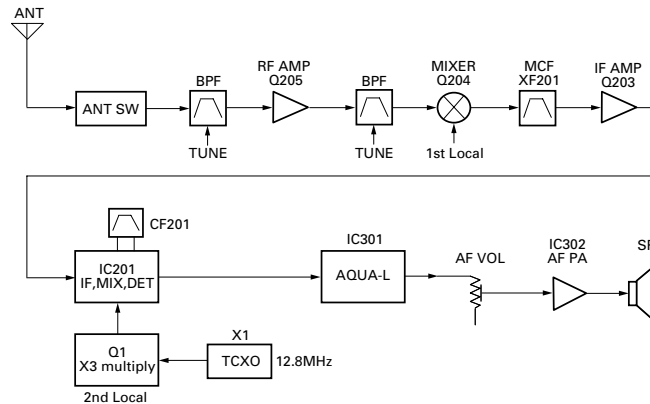 ANT
ANT SW
BPF
TUNE
RF AMP
Q205
BPF
TUNE
MIXER
Q204
1st Local
MCF
XF201
IF AMP
Q203
CF201
IC201
IF,MIX,DET
IC301
AQUA-L
AF VOL
IC302
AF PA
SP
Q1
X3 multiply
2nd Local
X1
TCXO
12.8MHz